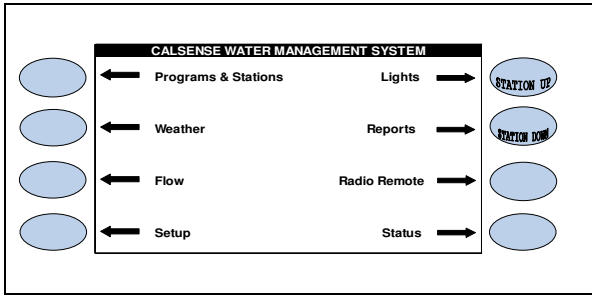 CALSENSE WATER MANAGEMENT SYSTEM
Programs & Stations Lights STATION UP
Weather Reports STATION DOWN
Flow Radio Remote
Setup Status